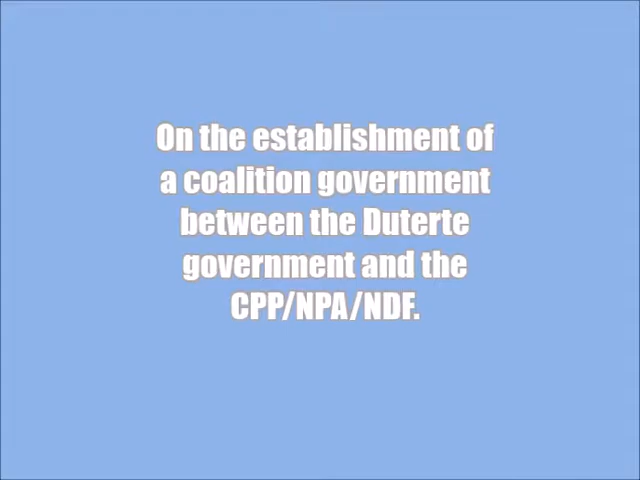 On the establishment of
a coalition government
between the Duterte
government and the
CPP/NPA/NDF.